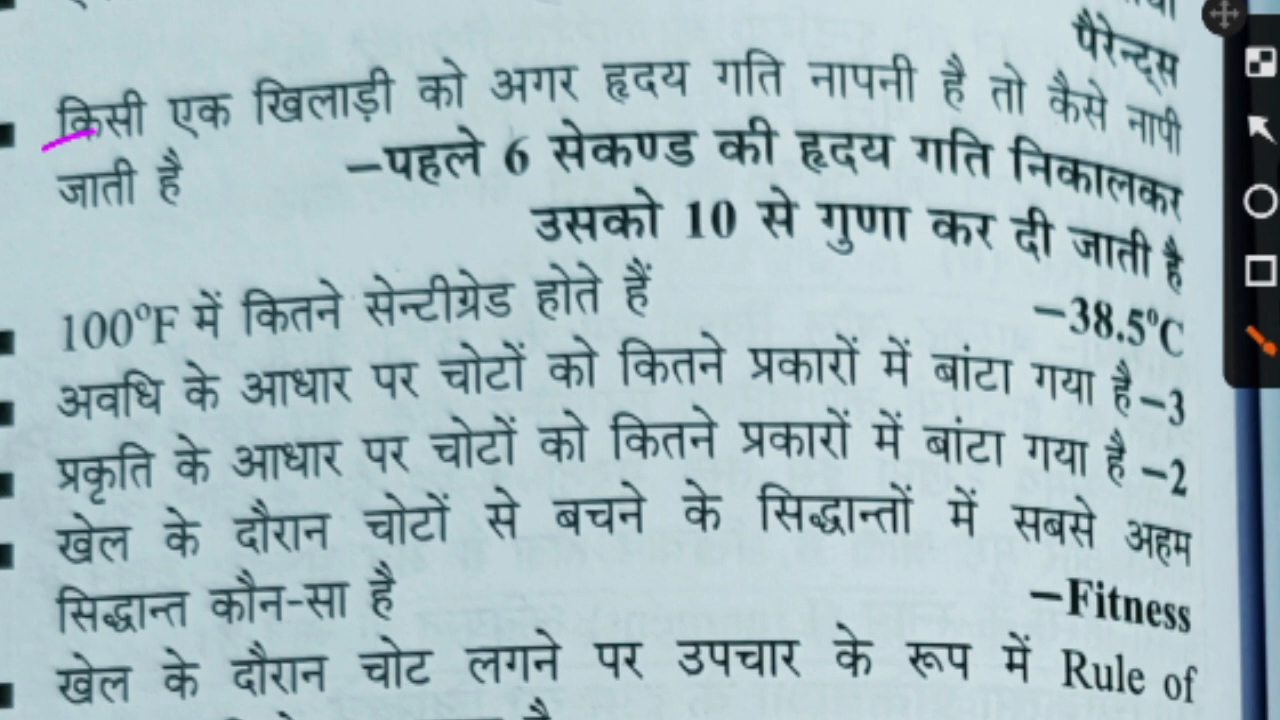 पैरेन्ट्स
किसी एक खिलाड़ी को अगर हृदय गति नापनी है तो कैसे नापी
जाती है –पहले 6 सेकण्ड की हृदय गति निकालकर
उसको 10 से गुणा कर दी जाती है
100°F में कितने सेन्टीग्रेड होते हैं –38.5°C
अवधि के आधार पर चोटों को कितने प्रकारों में बांटा गया है –3
प्रकृति के आधार पर चोटों को कितने प्रकारों में बांटा गया है –2
खेल के दौरान चोटों से बचने के सिद्धान्तों में सबसे अहम
सिद्धान्त कौन-सा है –Fitness
खेल के दौरान चोट लगने पर उपचार के रूप में Rule of